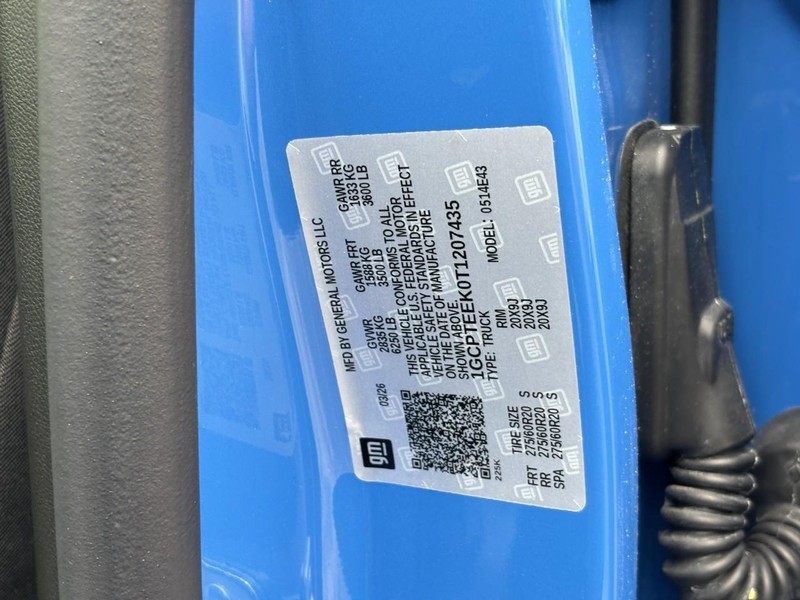 MFD BY GENERAL MOTORS LLC
03/26 GVWR GAWR FRT GAWR RR
2835 KG 1588 KG 1633 KG
6250 LB 3500 LB 3600 LB
THIS VEHICLE CONFORMS TO ALL
APPLICABLE U.S. FEDERAL MOTOR
VEHICLE SAFETY STANDARDS IN EFFECT
ON THE DATE OF MANUFACTURE
SHOWN ABOVE.
1GCPTEEK0T1207435
TYPE: TRUCK MODEL: 0514E43
225K
TIRE SIZE RIM
FRT 275/60R20 S 20X9J
RR 275/60R20 S 20X9J
SPA 275/60R20 S 20X9J
gm